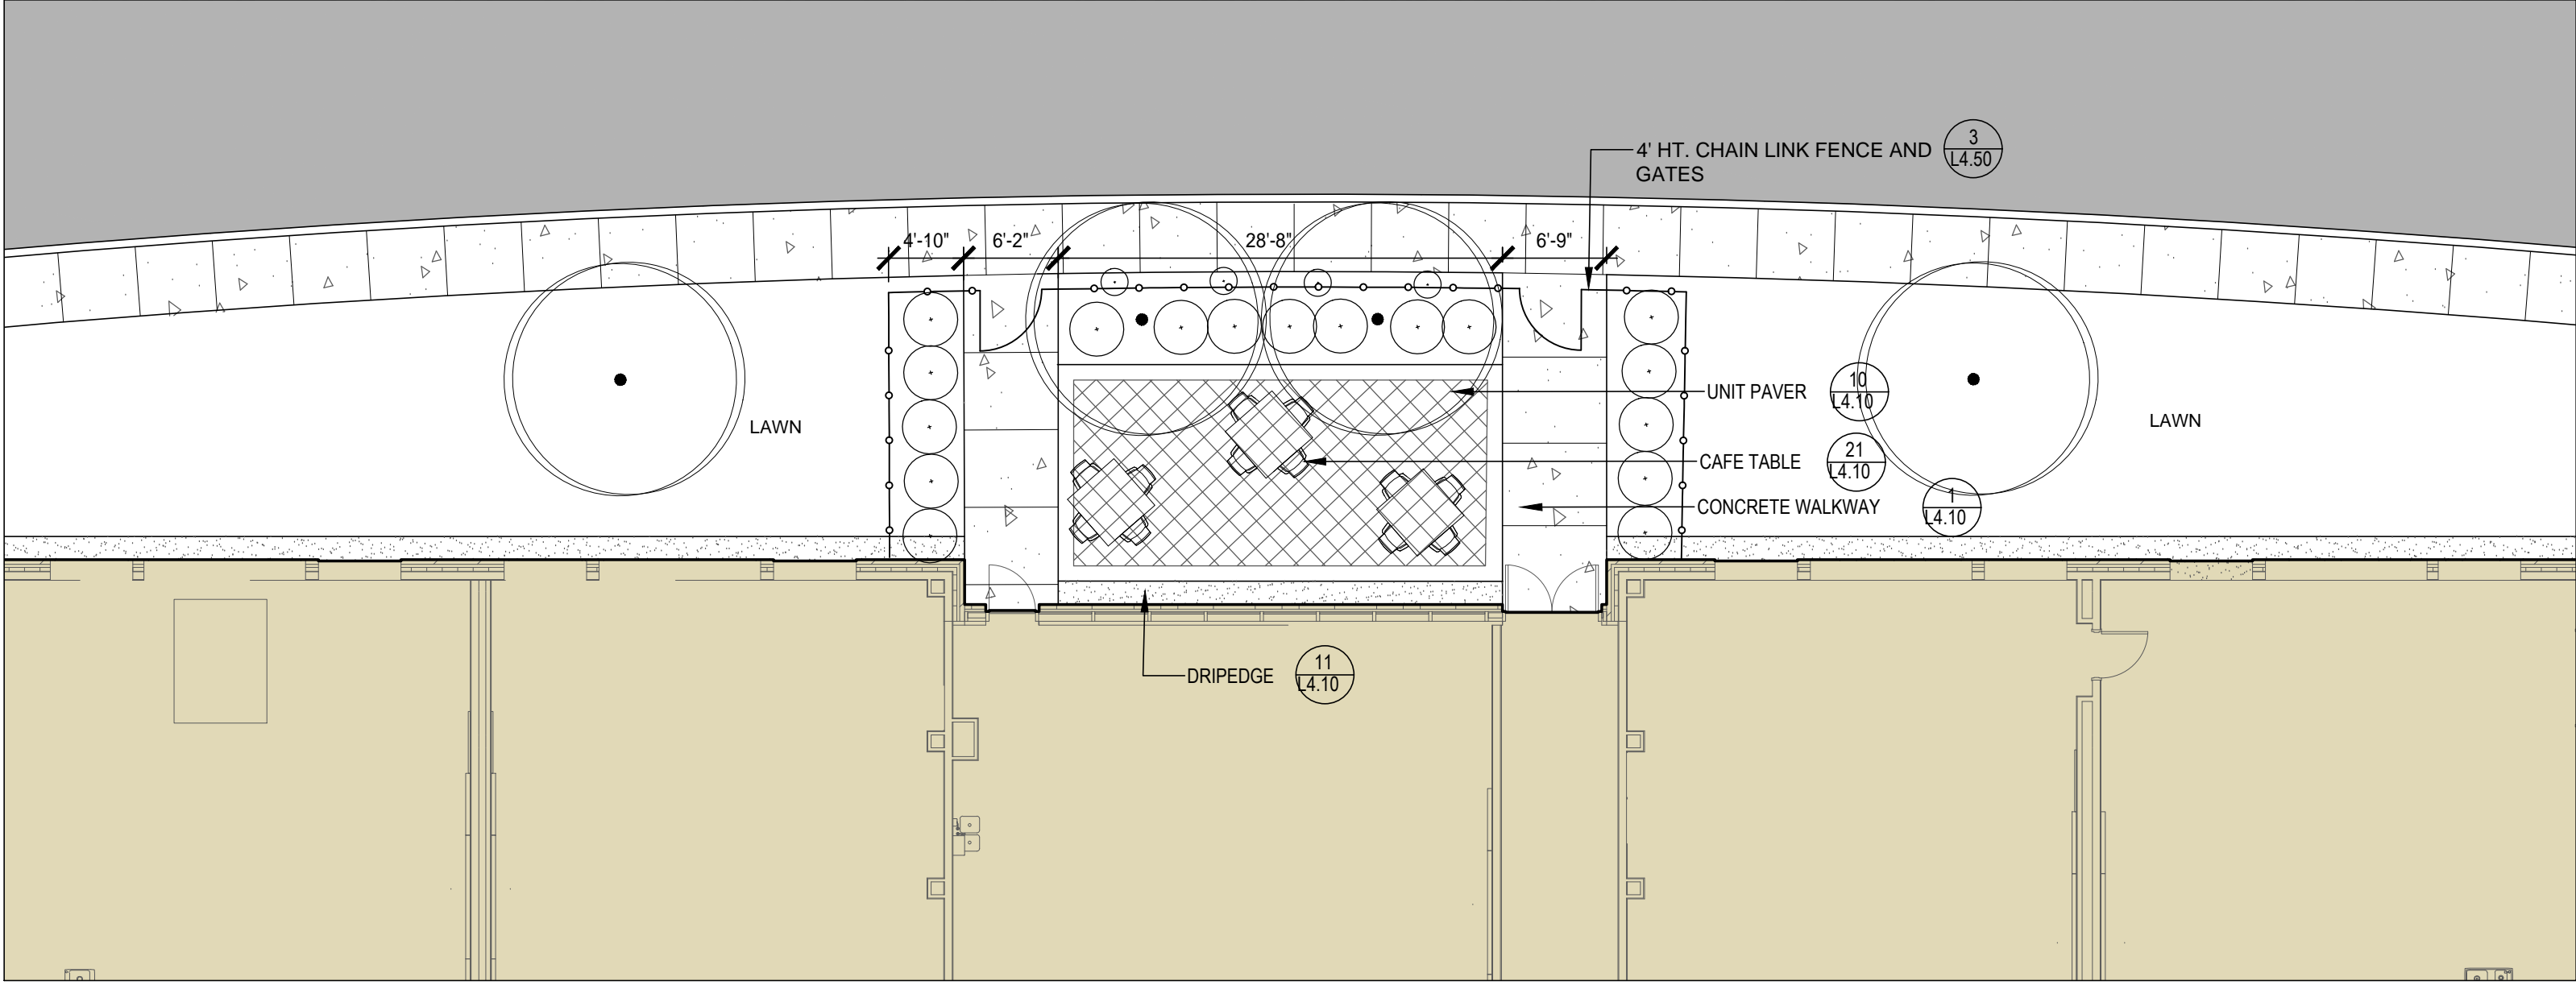 4' HT. CHAIN LINK FENCE AND
GATES
3
L4.50
4'-10"
6'-2"
28'-8"
6'-9"
UNIT PAVER
10
L4.10
LAWN
LAWN
CAFE TABLE
21
L4.10
CONCRETE WALKWAY
1
L4.10
DRIPEDGE
11
L4.10